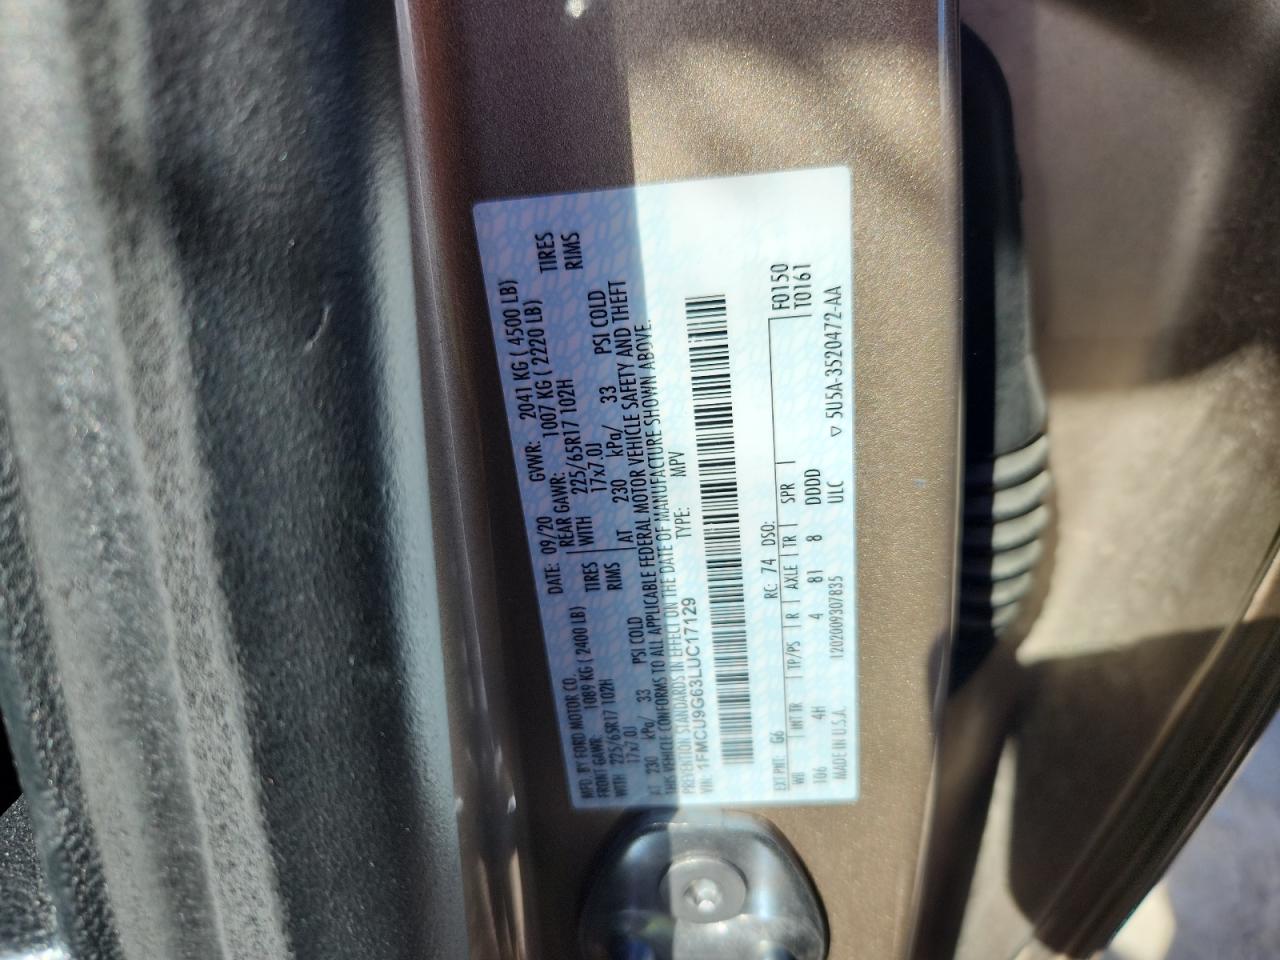 MFD. BY FORD MOTOR CO. DATE: 09/20 GVWR: 2041 KG ( 4500 LB)
FRONT GAWR: 1089 KG ( 2400 LB) REAR GAWR: 1007 KG ( 2220 LB)
WITH 225/65R17 102H TIRES WITH 225/65R17 102H TIRES
17x7.0J RIMS 17x7.0J RIMS
AT 230 kPa/ 33 PSI COLD AT 230 kPa/ 33 PSI COLD
THIS VEHICLE CONFORMS TO ALL APPLICABLE FEDERAL MOTOR VEHICLE SAFETY AND THEFT
PREVENTION STANDARDS IN EFFECT ON THE DATE OF MANUFACTURE SHOWN ABOVE.
VIN: 1FMCU9G63LUC17129 TYPE: MPV
F0150
T0161
EXT PNT: G6 RC: 74 DSO:
WB INT TR TP/PS R AXLE TR SPR
106 4H 4 81 8 DDDD
MADE IN U.S.A. 1202009307835 ULC
▽ 5U5A-3520472-AA